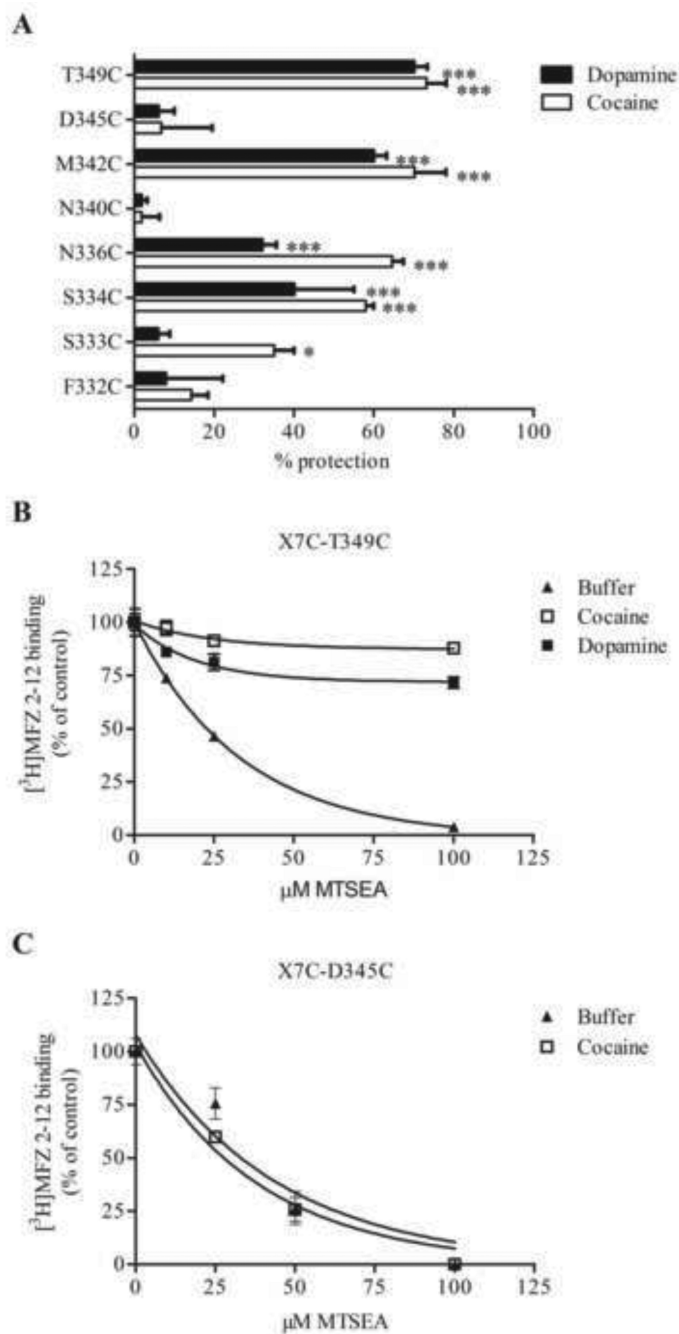 A
T349C
D345C
M342C
N340C
N336C
S334C
S333C
F332C
***
***
***
***
***
***
***
***
*
0 20 40 60 80 100
% protection
Dopamine
Cocaine
B
X7C-T349C
[³H]MFZ 2-12 binding
(% of control)
125
100
75
50
25
0
0 25 50 75 100 125
µM MTSEA
Buffer
Cocaine
Dopamine
C
X7C-D345C
[³H]MFZ 2-12 binding
(% of control)
125
100
75
50
25
0
0 25 50 75 100 125
µM MTSEA
Buffer
Cocaine